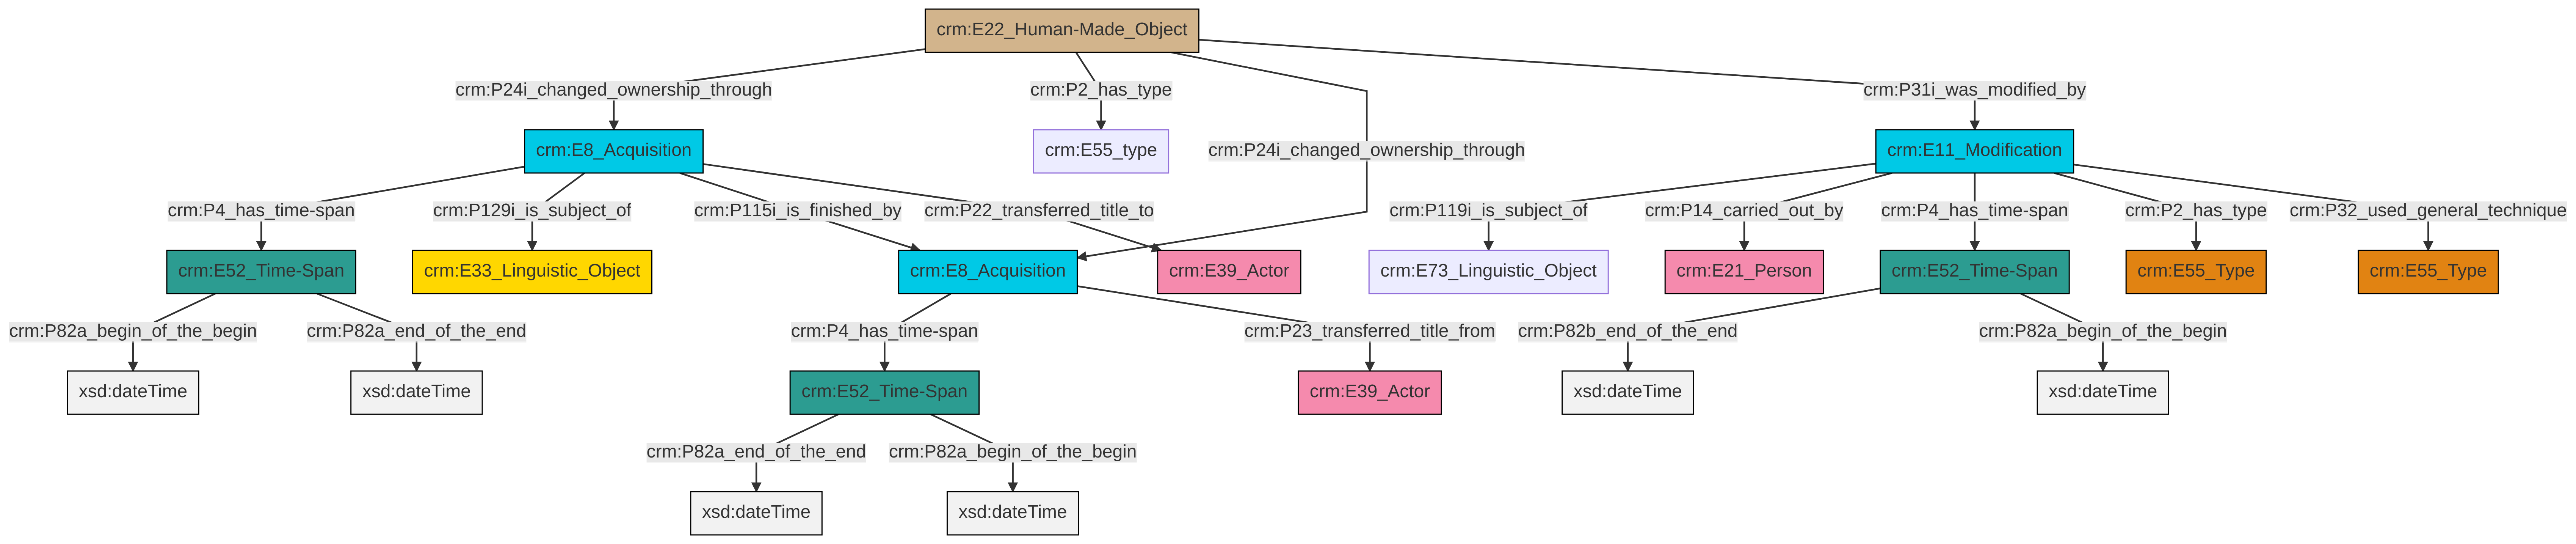 crm:E22_Human-Made_Object
crm:P24i_changed_ownership_through
crm:P2_has_type
crm:P31i_was_modified_by
crm:E8_Acquisition
crm:E55_type
crm:P24i_changed_ownership_through
crm:E11_Modification
crm:P4_has_time-span
crm:P129i_is_subject_of
crm:P115i_is_finished_by
crm:P22_transferred_title_to
crm:P119i_is_subject_of
crm:P14_carried_out_by
crm:P4_has_time-span
crm:P2_has_type
crm:P32_used_general_technique
crm:E52_Time-Span
crm:E33_Linguistic_Object
crm:E8_Acquisition
crm:E39_Actor
crm:E73_Linguistic_Object
crm:E21_Person
crm:E52_Time-Span
crm:E55_Type
crm:E55_Type
crm:P82a_begin_of_the_begin
crm:P82a_end_of_the_end
crm:P4_has_time-span
crm:P23_transferred_title_from
crm:P82b_end_of_the_end
crm:P82a_begin_of_the_begin
xsd:dateTime
xsd:dateTime
crm:E52_Time-Span
crm:E39_Actor
xsd:dateTime
xsd:dateTime
crm:P82a_end_of_the_end
crm:P82a_begin_of_the_begin
xsd:dateTime
xsd:dateTime